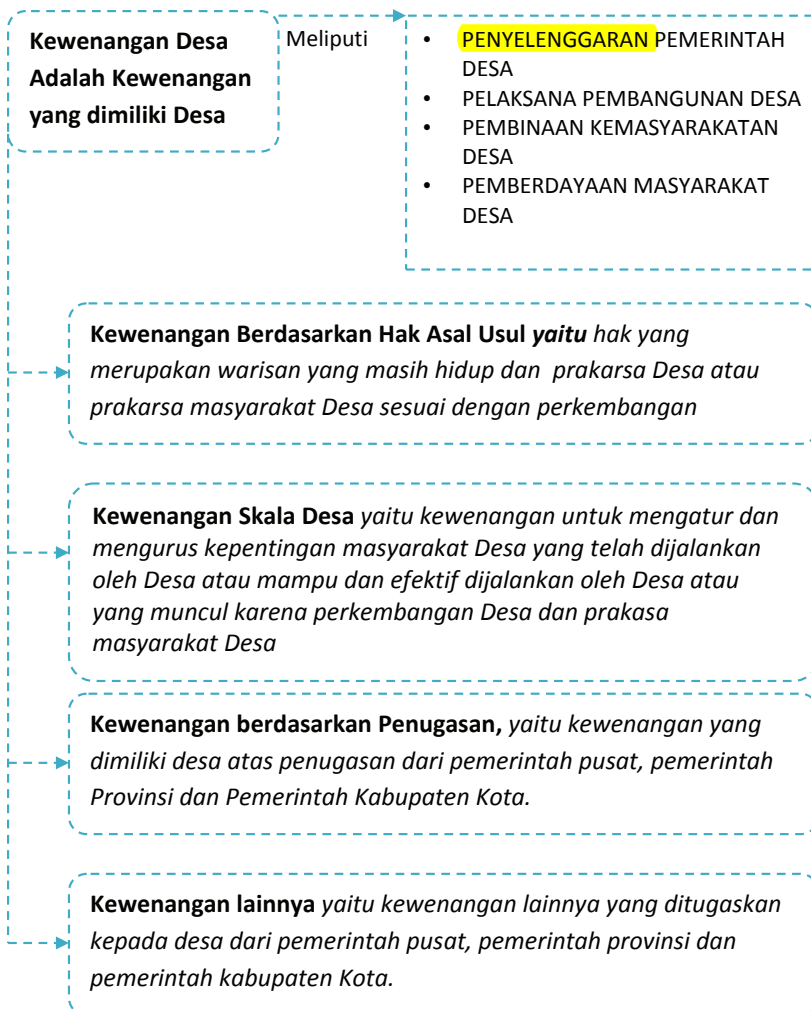 Kewenangan Desa
Adalah Kewenangan
yang dimiliki Desa
Meliputi
• PENYELENGGARAN PEMERINTAH
DESA
• PELAKSANA PEMBANGUNAN DESA
• PEMBINAAN KEMASYARAKATAN
DESA
• PEMBERDAYAAN MASYARAKAT
DESA
Kewenangan Berdasarkan Hak Asal Usul yaitu hak yang
merupakan warisan yang masih hidup dan prakarsa Desa atau
prakarsa masyarakat Desa sesuai dengan perkembangan
Kewenangan Skala Desa yaitu kewenangan untuk mengatur dan
mengurus kepentingan masyarakat Desa yang telah dijalankan
oleh Desa atau mampu dan efektif dijalankan oleh Desa atau
yang muncul karena perkembangan Desa dan prakasa
masyarakat Desa
Kewenangan berdasarkan Penugasan, yaitu kewenangan yang
dimiliki desa atas penugasan dari pemerintah pusat, pemerintah
Provinsi dan Pemerintah Kabupaten Kota.
Kewenangan lainnya yaitu kewenangan lainnya yang ditugaskan
kepada desa dari pemerintah pusat, pemerintah provinsi dan
pemerintah kabupaten Kota.